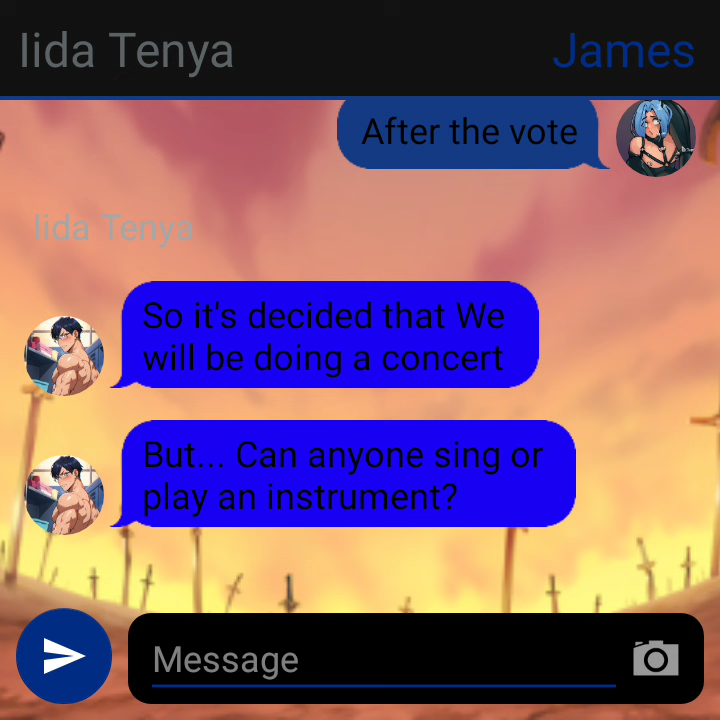 Iida Tenya
James
After the vote
Iida Tenya
So it's decided that We
will be doing a concert
But... Can anyone sing or
play an instrument?
Message